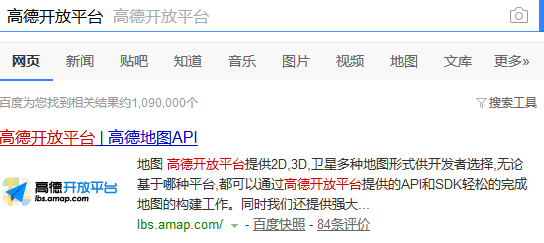 高德开放平台 高德开放平台
网页 新闻 贴吧 知道 音乐 图片 视频 地图 文库 更多»
百度为您找到相关结果约1,090,000个 搜索工具
高德开放平台 | 高德地图API
地图 高德开放平台提供2D,3D,卫星多种地图形式供开发者选择,无论
基于哪种平台,都可以通过高德开放平台提供的API和SDK轻松的完成
地图的构建工作。同时我们还提供强大...
高德开放平台
lbs.amap.com
lbs.amap.com/ - 百度快照 - 84条评价